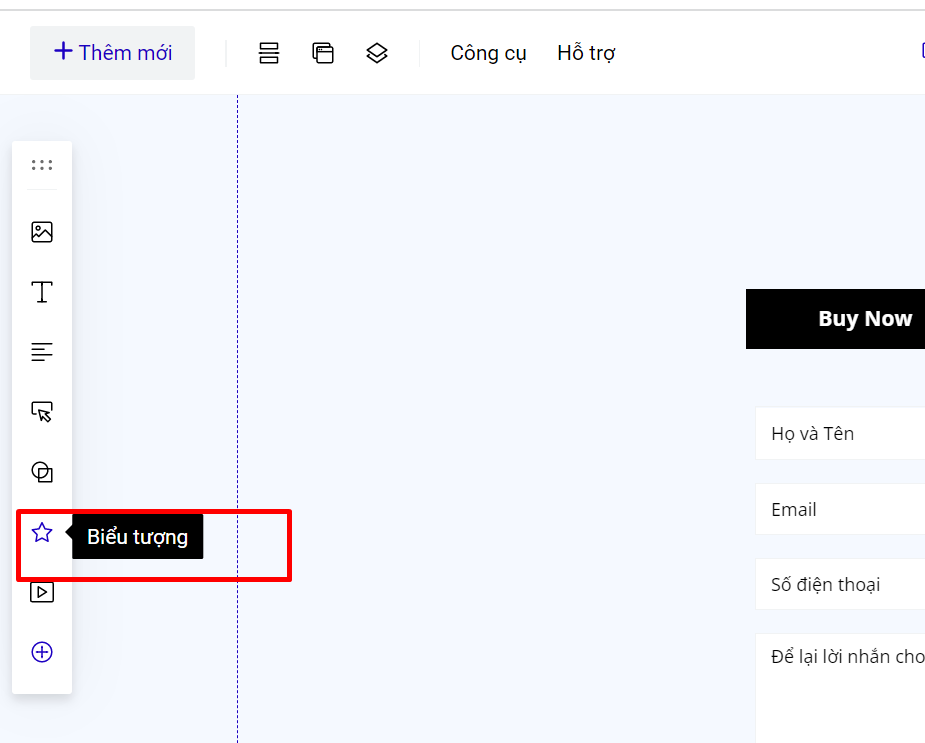 Thêm mới
Công cụ
Hỗ trợ
Buy Now
Họ và Tên
Email
Biểu tượng
Số điện thoại
Để lại lời nhắn cho